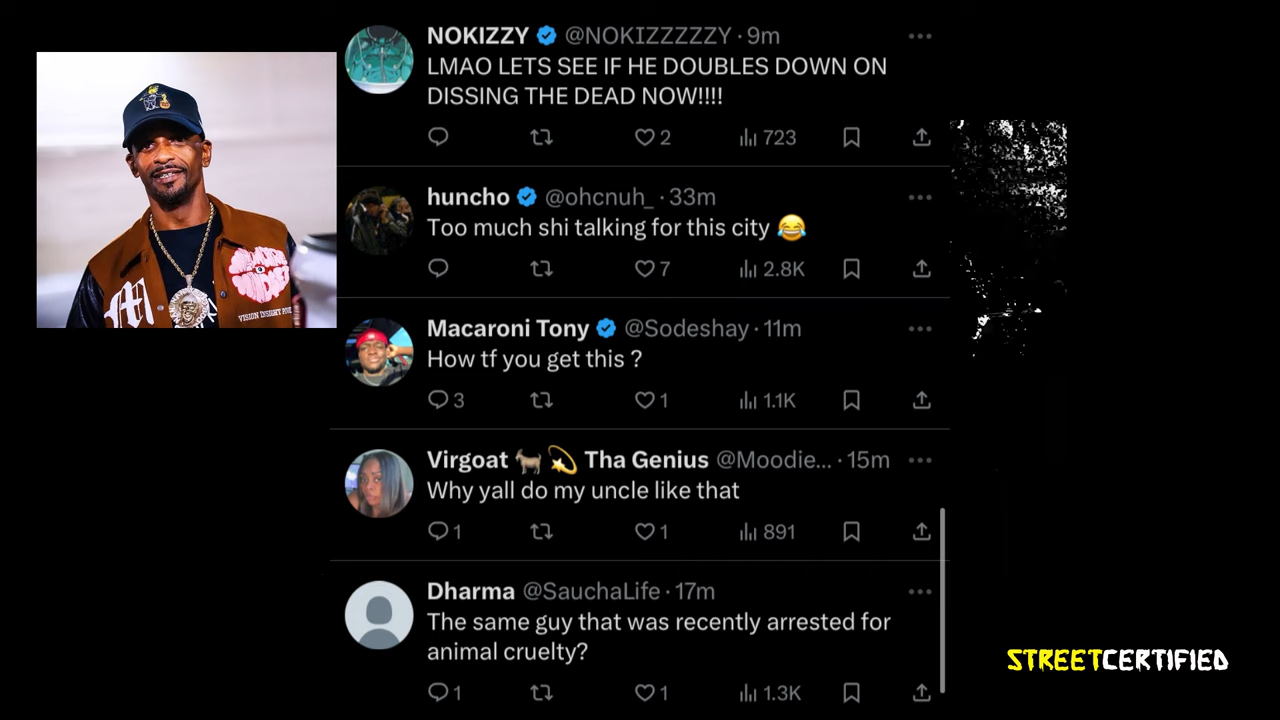 NOKIZZY @NOKIZZZZZY · 9m
LMAO LETS SEE IF HE DOUBLES DOWN ON
DISSING THE DEAD NOW!!!!
2 723
huncho @ohcnuh_ · 33m
Too much shi talking for this city 😂
7 2.8K
Macaroni Tony @Sodeshay · 11m
How tf you get this ?
3 1 1.1K
Virgoat 🐐💫 Tha Genius @Moodie... · 15m
Why yall do my uncle like that
1 1 891
Dharma @SauchaLife · 17m
The same guy that was recently arrested for
animal cruelty?
1 1 1.3K
VISION INSIGHT
STREETCERTIFIED